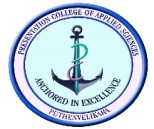 PRESENTATION COLLEGE OF APPLIED SCIENCES
ANCHORED IN EXCELLENCE
PUTHENVELIKARA